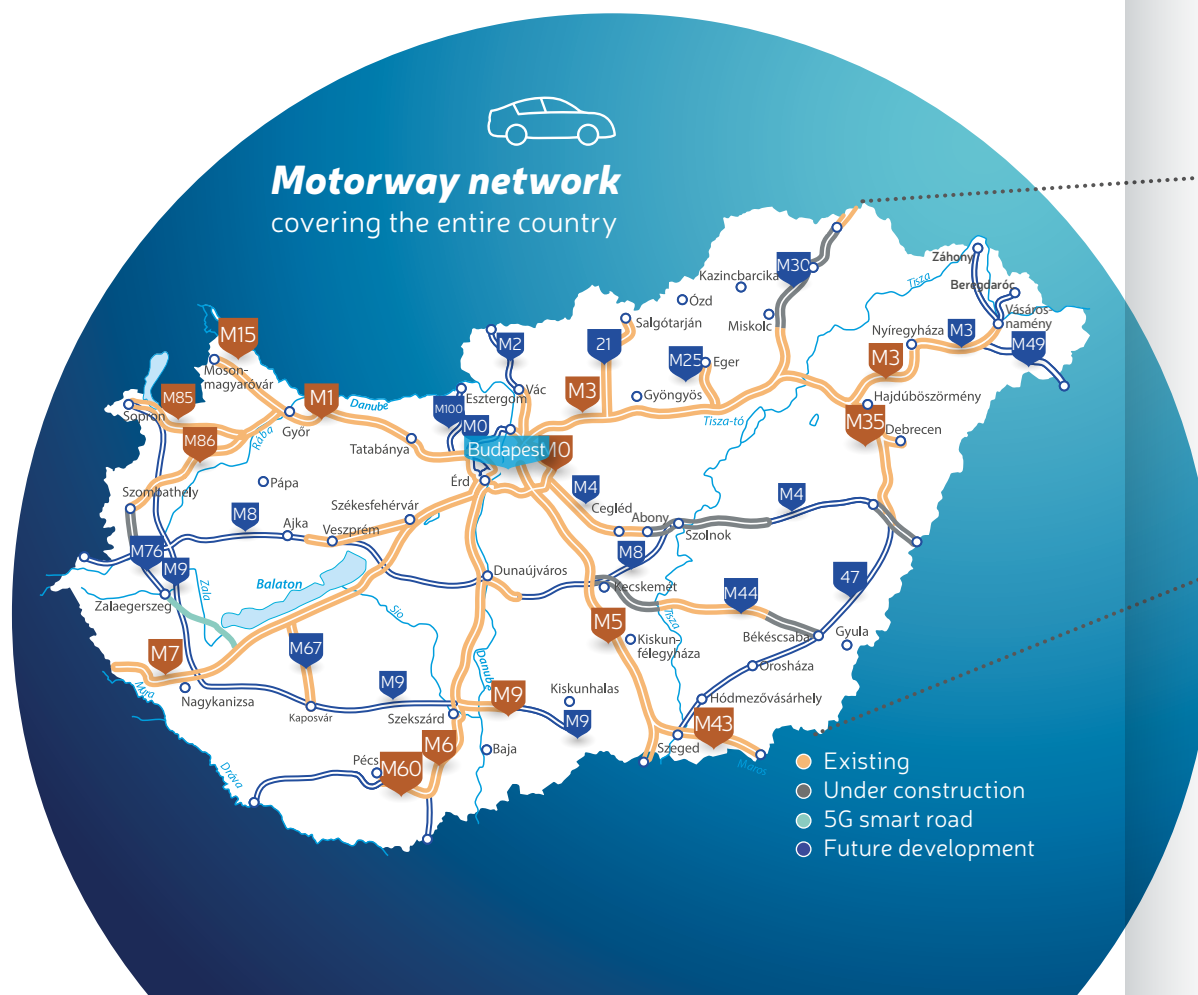 Motorway network
covering the entire country
Záhony
M30
Kazincbarcika
Tisza
Beregdaróc
Ózd
Vásáros-
namény
Salgótarján
Miskolc
M15
Nyíregyháza
M3
M2
21
M49
Moson-
magyaróvár
M25
Eger
M3
M3
Gyöngyös
Esztergom
Vác
M85
M1
Danube
Hajdúböszörmény
M100
Sopron
M0
Tisza-tó
M35
Debrecen
Győr
M86
Rába
Tatabánya
Budapest
M0
Érd
Pápa
M4
Szombathely
Székesfehérvár
Cegléd
M4
M8
Abony
Ajka
Veszprém
Szolnok
M76
M8
M9
Dunaújváros
47
Balaton
Zala
Kecskemét
M44
Zalaegerszeg
Sio
Tisza
M5
Békéscsaba
Gyula
Kiskun-
félegyháza
M7
M67
Danube
Orosháza
M9
M9
Kiskunhalas
Mura
Nagykanizsa
Hódmezővásárhely
Kaposvár
Szekszárd
M9
M43
M6
Szeged
Baja
Pécs
M60
Maros
Dráva
Existing
Under construction
5G smart road
Future development